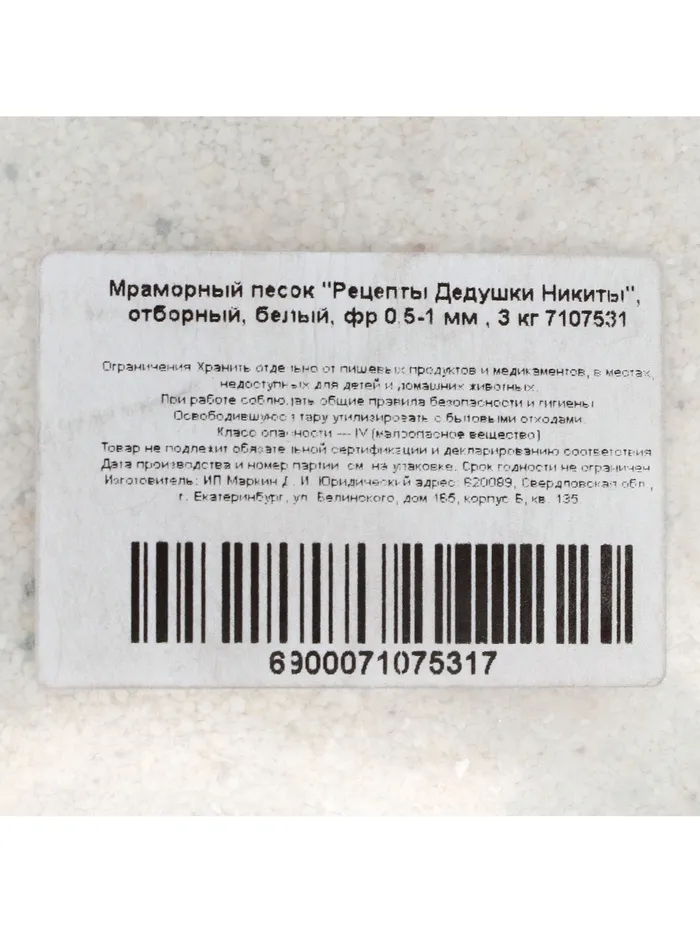 Мраморный песок "Рецепты Дедушки Никиты",
отборный, белый, фр 0,5-1 мм , 3 кг 7107531
Ограничения Хранить отдельно от пищевых продуктов и медикаментов, в местах,
недоступных для детей и домашних животных.
При работе соблюдать общие правила безопасности и гигиены
Освободившуюся тару утилизировать с бытовыми отходами.
Класс опасности — IV (малоопасное вещество)
Товар не подлежит обязательной сертификации и декларированию соответствия
Дата производства и номер партии см. на упаковке. Срок годности не ограничен
Изготовитель: ИП Маркин Д. И. Юридический адрес: 620089, Свердловская обл.,
г. Екатеринбург, ул. Белинского, дом 165, корпус Б, кв. 135.
6900071075317